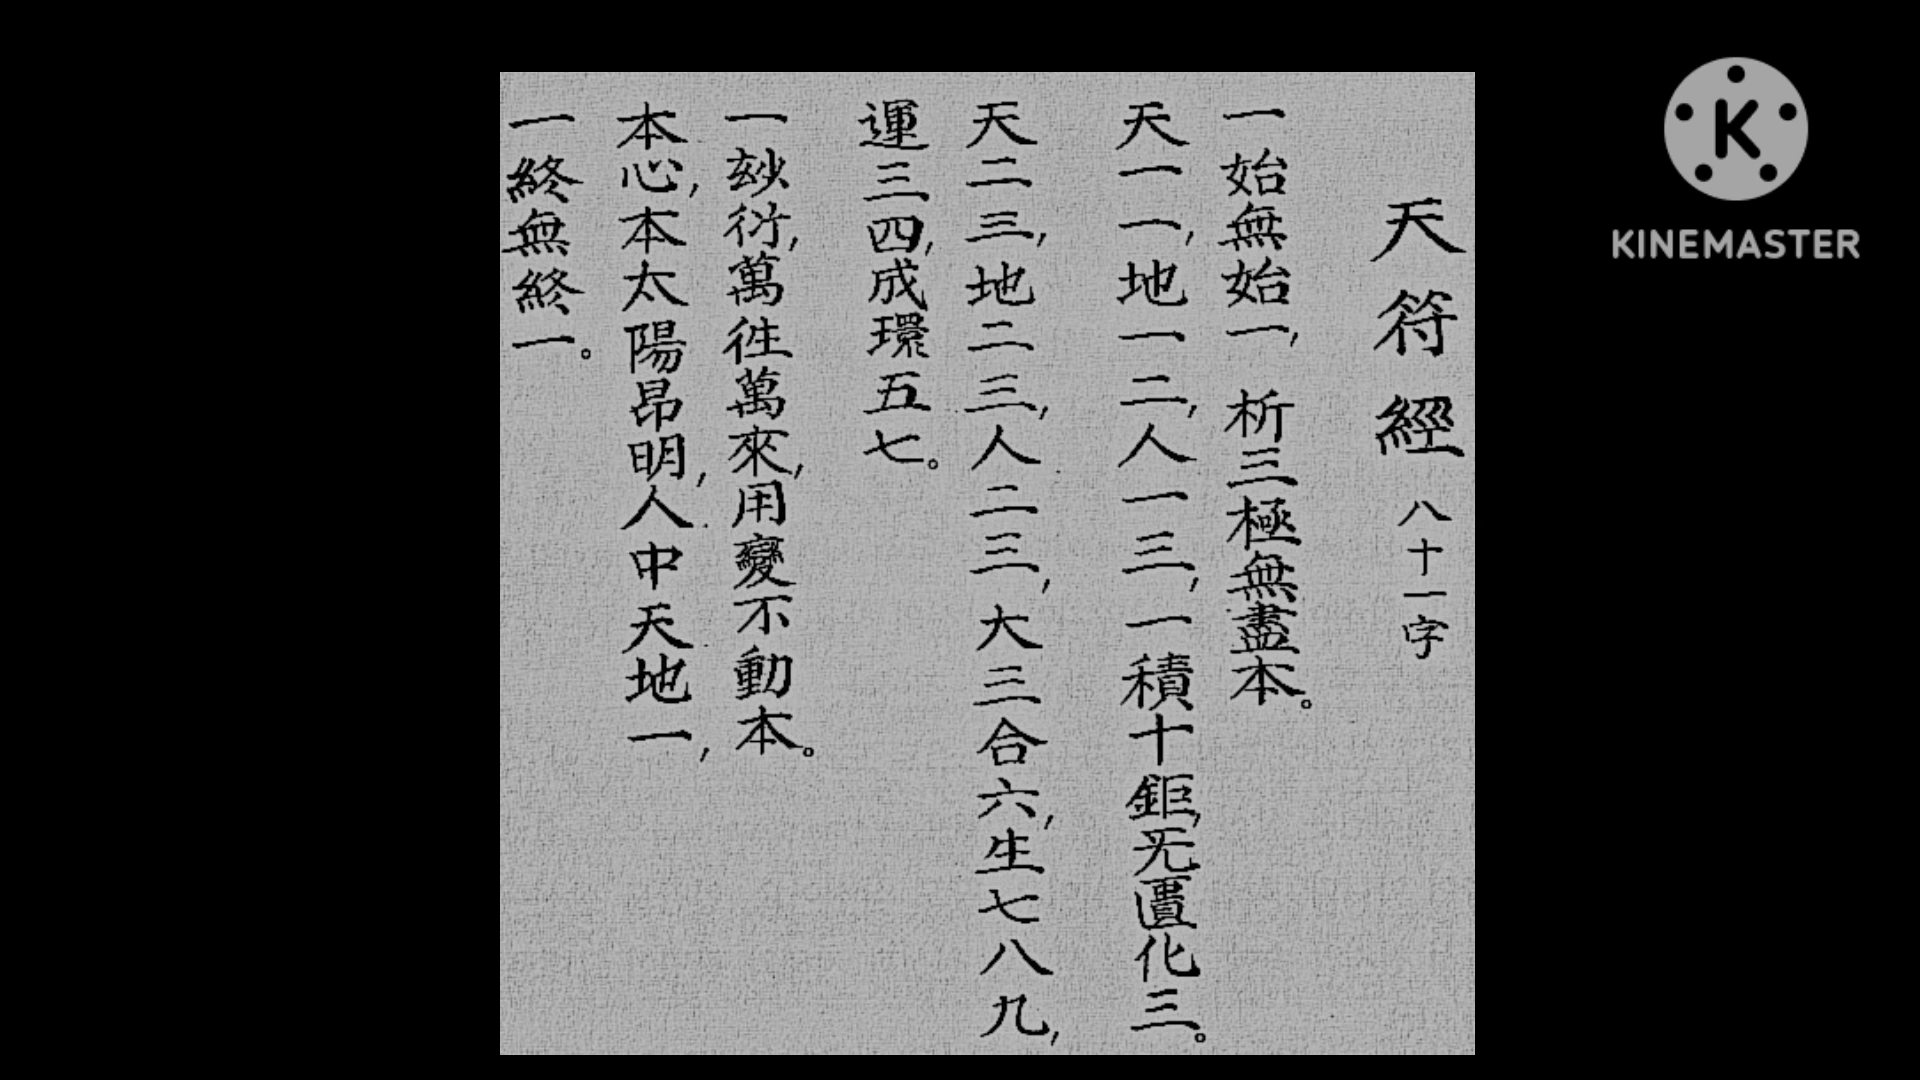 天符經 八十一字
一始無始一, 析三極無盡本。
天一一, 地一二, 人一三, 一積十鉅, 旡匱化三。
天二三, 地二三, 人二三, 大三合六, 生七八九,
運三四, 成環五七。
一玅衍, 萬徃萬來, 用變不動本。
本心, 本太陽昂明, 人中天地一,
一終無終一。
KINEMASTER